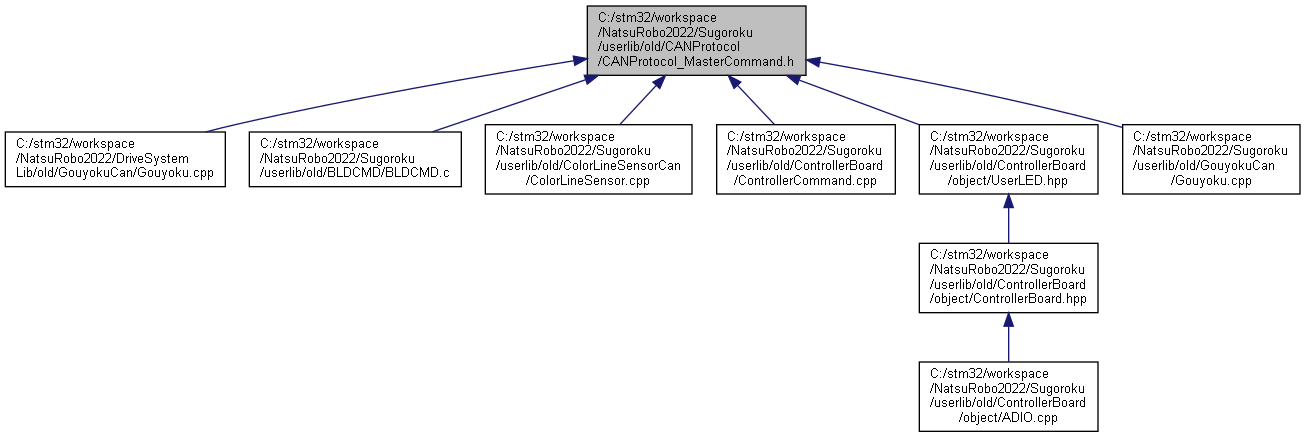 C:/stm32/workspace
/NatsuRobo2022/Sugoroku
/userlib/old/CANProtocol
/CANProtocol_MasterCommand.h
C:/stm32/workspace
/NatsuRobo2022/DriveSystem
Lib/old/GouyokuCan/Gouyoku.cpp
C:/stm32/workspace
/NatsuRobo2022/Sugoroku
/userlib/old/BLDCMD/BLDCMD.c
C:/stm32/workspace
/NatsuRobo2022/Sugoroku
/userlib/old/ColorLineSensorCan
/ColorLineSensor.cpp
C:/stm32/workspace
/NatsuRobo2022/Sugoroku
/userlib/old/ControllerBoard
/ControllerCommand.cpp
C:/stm32/workspace
/NatsuRobo2022/Sugoroku
/userlib/old/ControllerBoard
/object/UserLED.hpp
C:/stm32/workspace
/NatsuRobo2022/Sugoroku
/userlib/old/GouyokuCan
/Gouyoku.cpp
C:/stm32/workspace
/NatsuRobo2022/Sugoroku
/userlib/old/ControllerBoard
/object/ControllerBoard.hpp
C:/stm32/workspace
/NatsuRobo2022/Sugoroku
/userlib/old/ControllerBoard
/object/ADIO.cpp